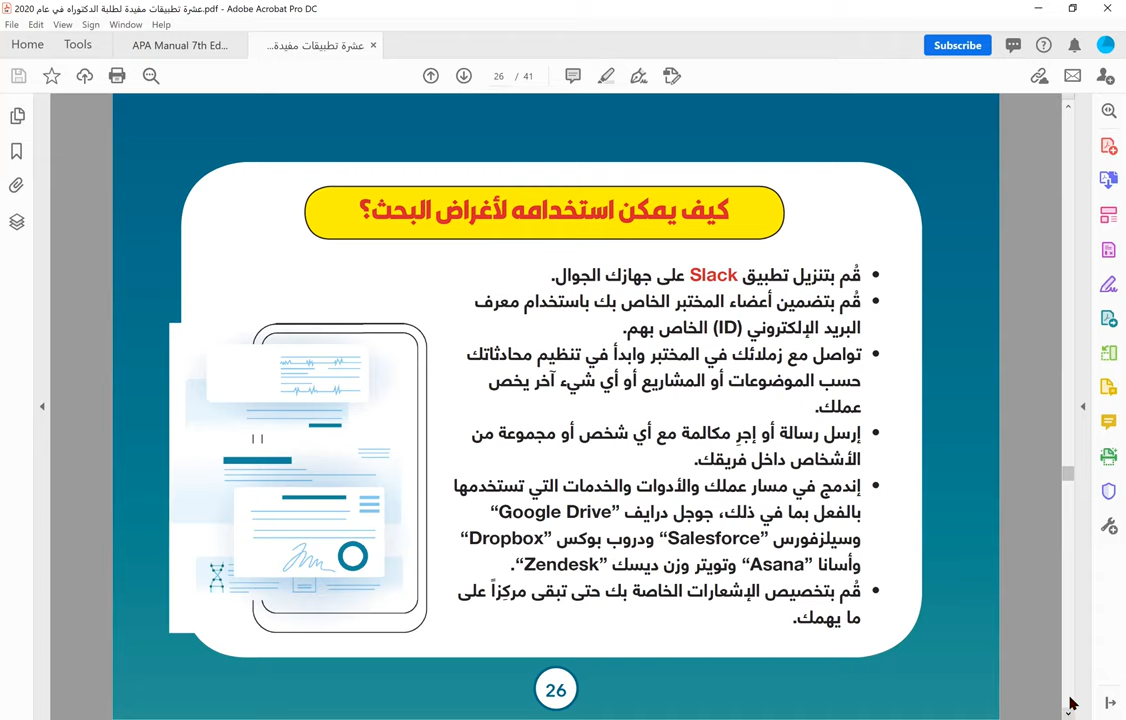 عشرة تطبيقات مفيدة لطلبة الدكتوراه في عام 2020.pdf - Adobe Acrobat Pro DC
File Edit View Sign Window Help
Home Tools APA Manual 7th Ed... عشرة تطبيقات مفيدة... × Subscribe
26 / 41
كيف يمكن استخدامه لأغراض البحث؟
• قُم بتنزيل تطبيق Slack على جهازك الجوال.
• قُم بتضمين أعضاء المختبر الخاص بك باستخدام معرف
البريد الإلكتروني (ID) الخاص بهم.
• تواصل مع زملائك في المختبر وابدأ في تنظيم محادثاتك
حسب الموضوعات أو المشاريع أو أي شيء آخر يخص
عملك.
• إرسل رسالة أو إجرِ مكالمة مع أي شخص أو مجموعة من
الأشخاص داخل فريقك.
• إندمج في مسار عملك والأدوات والخدمات التي تستخدمها
بالفعل بما في ذلك، جوجل درايف "Google Drive"
وسيلزفورس "Salesforce" ودروب بوكس "Dropbox"
وأسانا "Asana" وتويتر وزن ديسك "Zendesk".
• قُم بتخصيص الإشعارات الخاصة بك حتى تبقى مركِزاً على
ما يهمك.
26